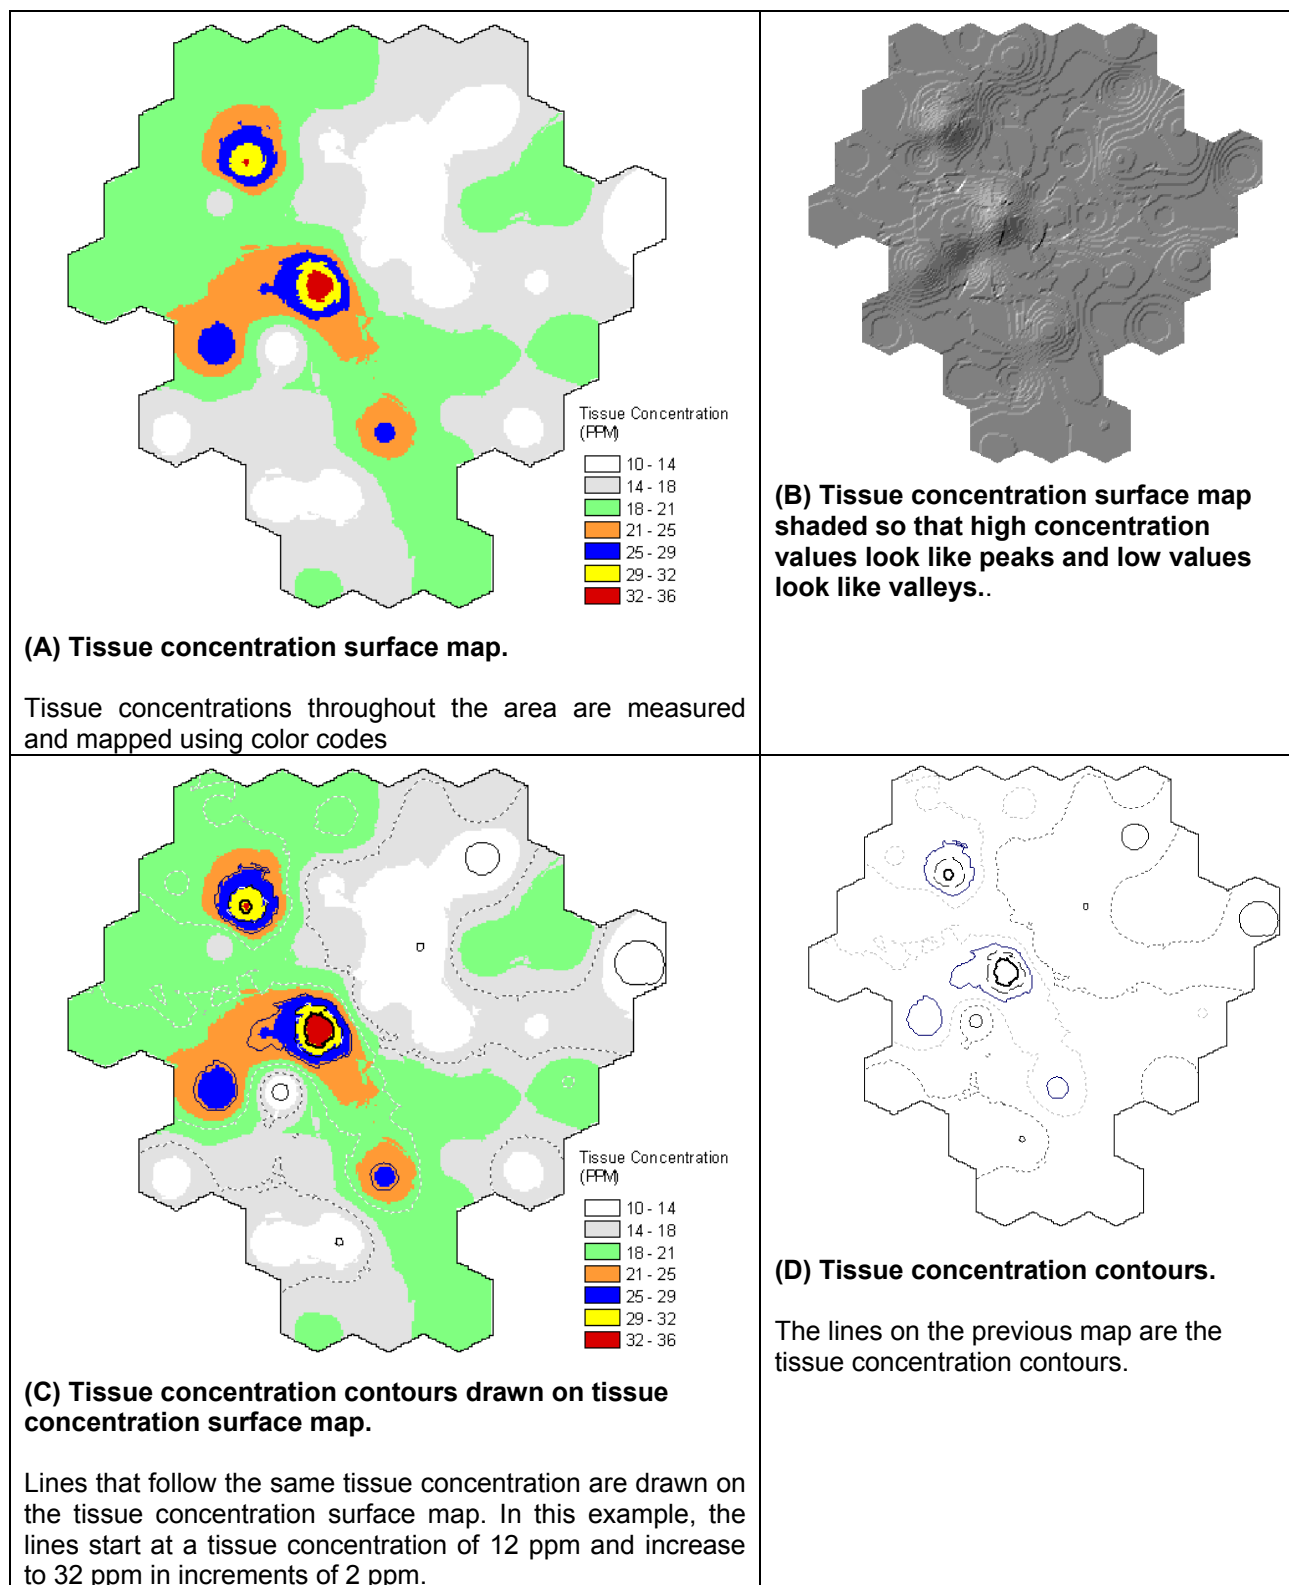 Tissue Concentration
(PPM)
10 - 14
14 - 18
18 - 21
21 - 25
25 - 29
29 - 32
32 - 36
(A) Tissue concentration surface map.
Tissue concentrations throughout the area are measured
and mapped using color codes
(B) Tissue concentration surface map
shaded so that high concentration
values look like peaks and low values
look like valleys..
Tissue Concentration
(PPM)
10 - 14
14 - 18
18 - 21
21 - 25
25 - 29
29 - 32
32 - 36
(C) Tissue concentration contours drawn on tissue
concentration surface map.
Lines that follow the same tissue concentration are drawn on
the tissue concentration surface map. In this example, the
lines start at a tissue concentration of 12 ppm and increase
to 32 ppm in increments of 2 ppm.
(D) Tissue concentration contours.
The lines on the previous map are the
tissue concentration contours.